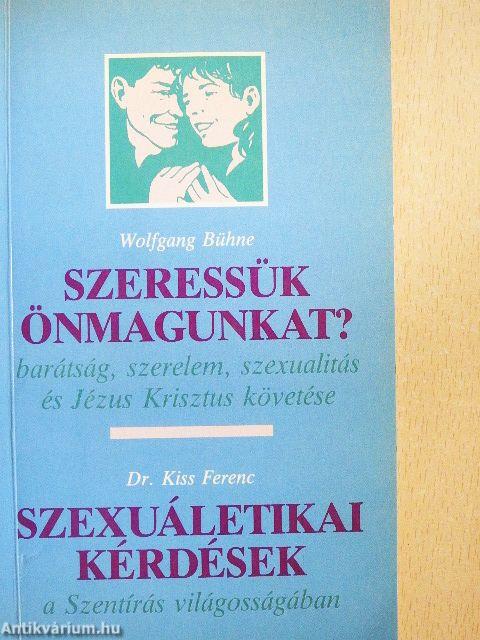 Wolfgang Bühne
SZERESSÜK
ÖNMAGUNKAT?
barátság, szerelem, szexualitás
és Jézus Krisztus követése
Dr. Kiss Ferenc
SZEXUÁLETIKAI
KÉRDÉSEK
a Szentírás világosságában
Antikvárium.hu